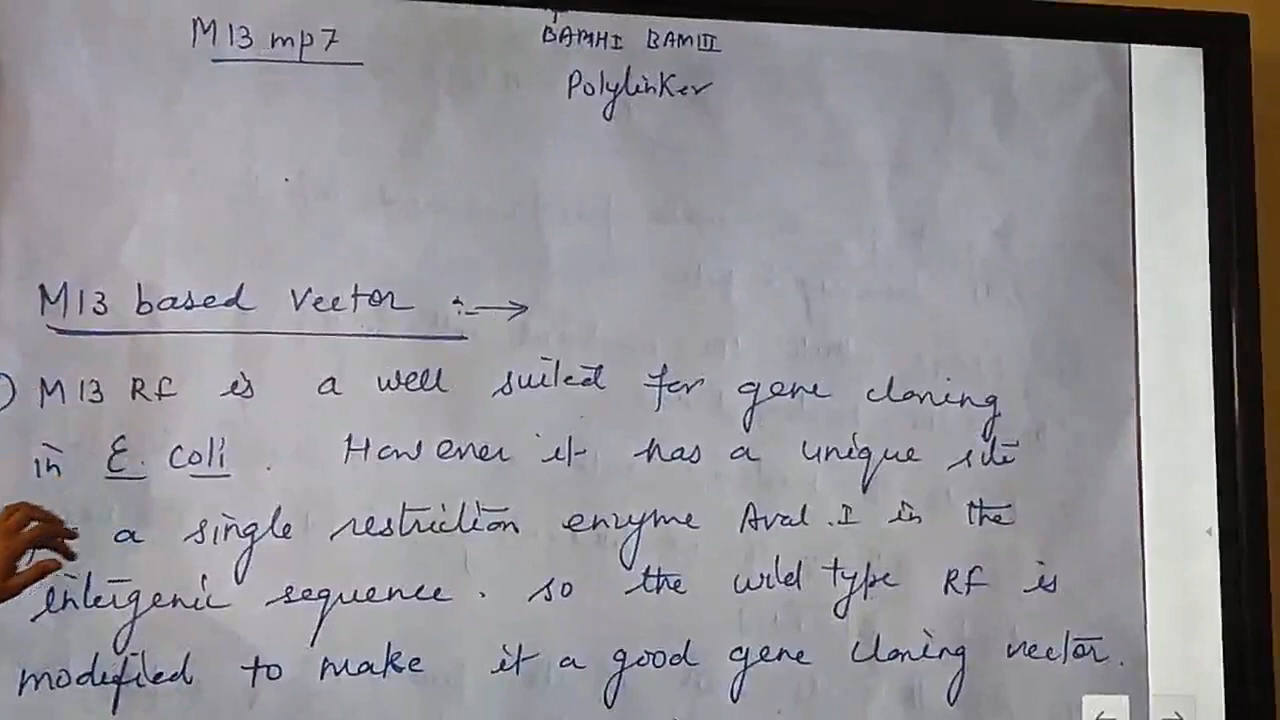 M13 mp7
BAMHI BAMIII
Polylinker
M13 based Vector :→
M13 RF is a well suited for gene cloning
in E. coli. However it has a unique site
a single restriction enzyme Aval.I in the
intergenic sequence. so the wild type RF is
modified to make it a good gene cloning vector.